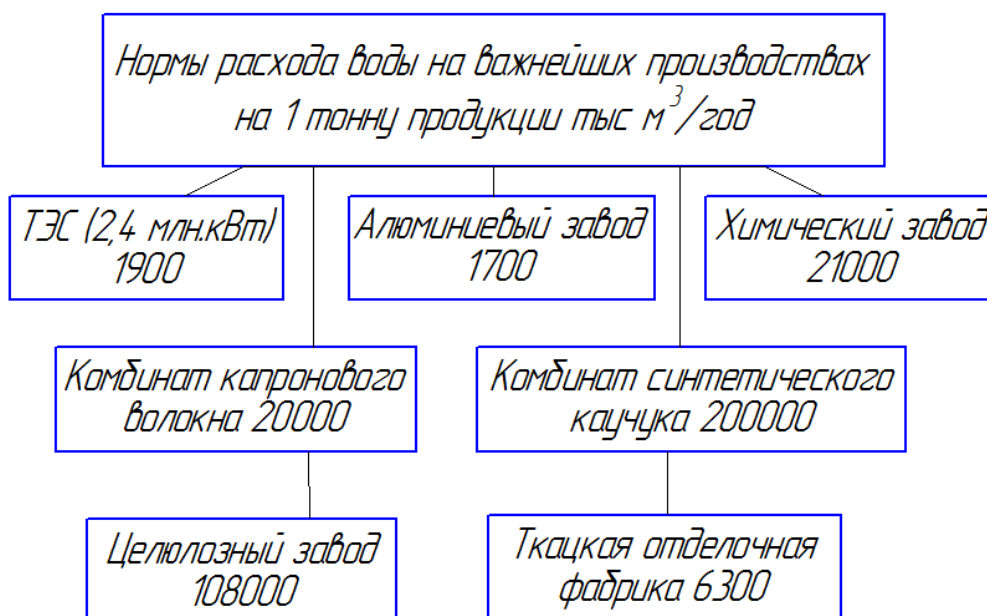 Нормы расхода воды на важнейших производствах
на 1 тонну продукции тыс м³/год
ТЭС (2,4 млн.кВт)
1900
Алюминиевый завод
1700
Химический завод
21000
Комбинат капронового
волокна 20000
Комбинат синтетического
каучука 200000
Целюлозный завод
108000
Ткацкая отделочная
фабрика 6300